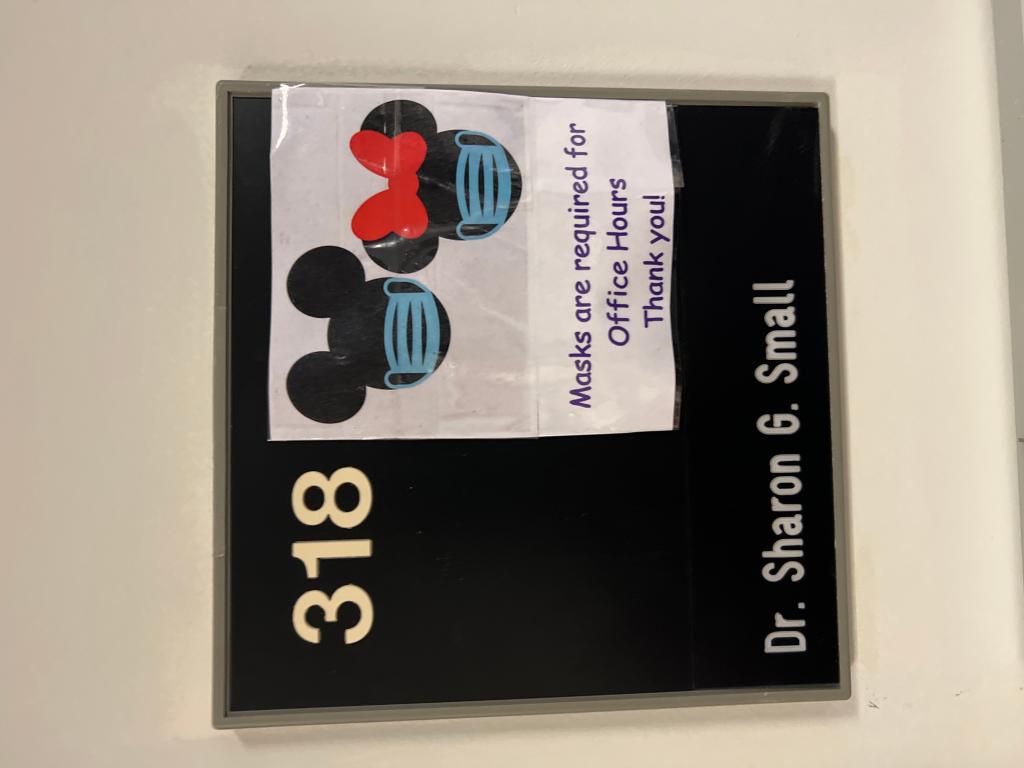 318
Masks are required for
Office Hours
Thank you!
Dr. Sharon G. Small